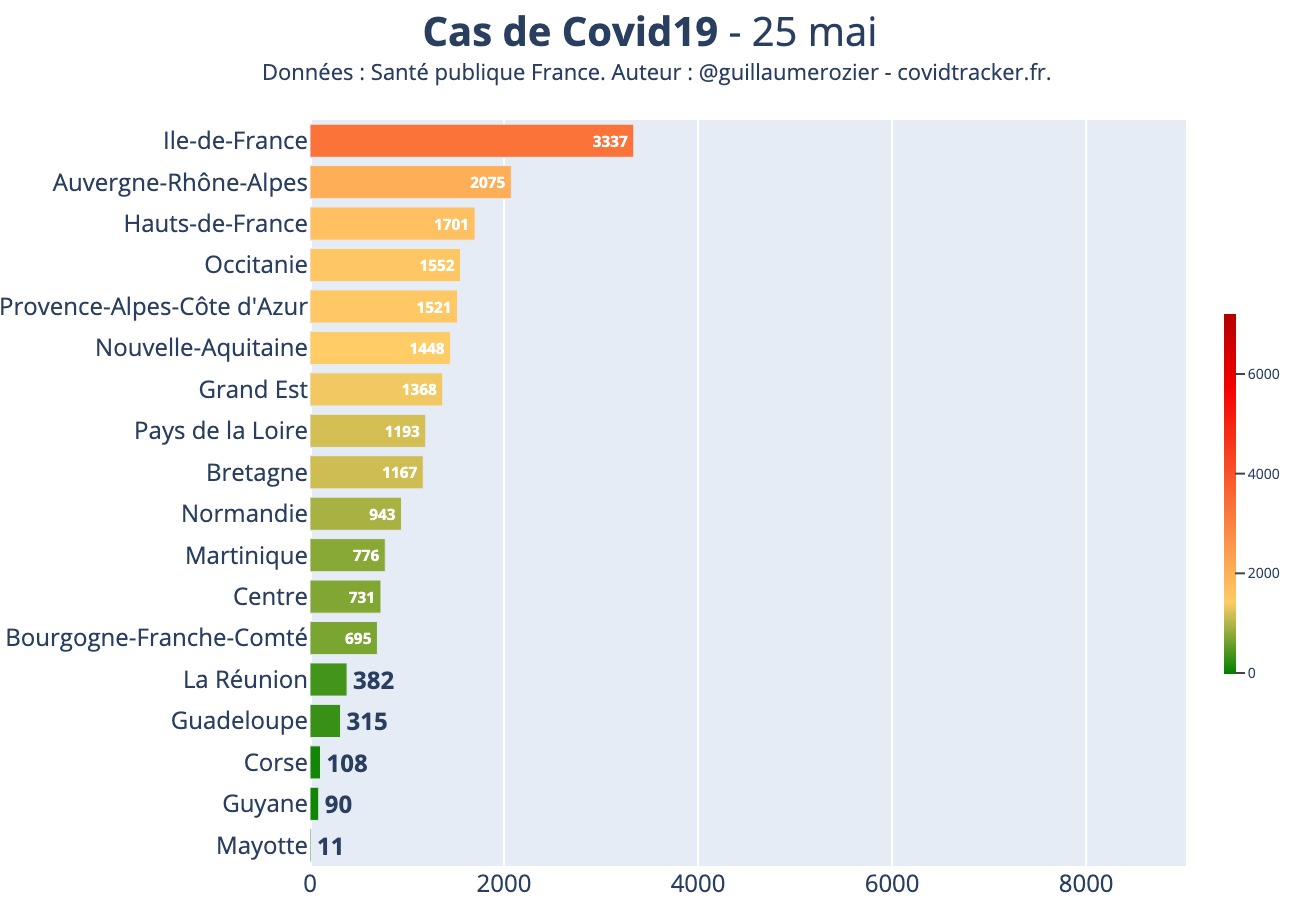 Cas de Covid19 - 25 mai
Données : Santé publique France. Auteur : @guillaumerozier - covidtracker.fr.
Ile-de-France 3337
Auvergne-Rhône-Alpes 2075
Hauts-de-France 1701
Occitanie 1552
Provence-Alpes-Côte d'Azur 1521
Nouvelle-Aquitaine 1448
Grand Est 1368
Pays de la Loire 1193
Bretagne 1167
Normandie 943
Martinique 776
Centre 731
Bourgogne-Franche-Comté 695
La Réunion 382
Guadeloupe 315
Corse 108
Guyane 90
Mayotte 11
0 2000 4000 6000 8000
6000
4000
2000
0